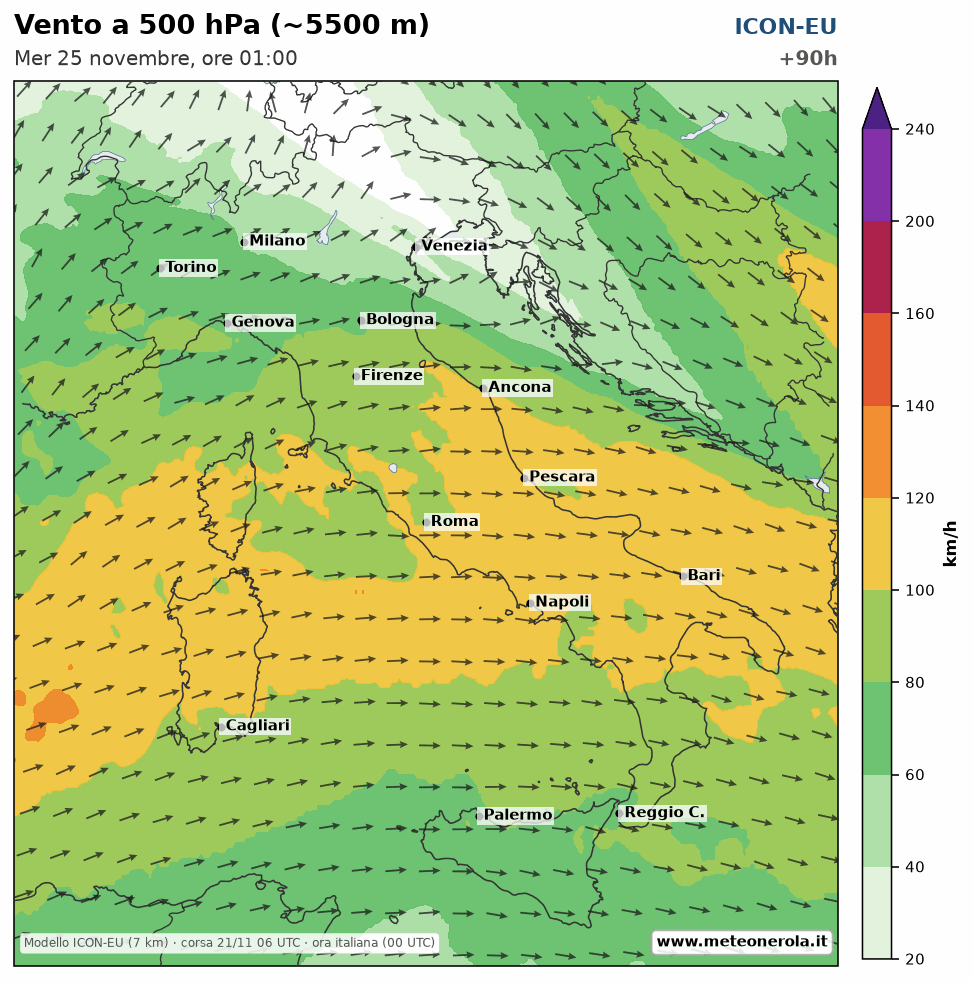 Vento a 500 hPa (~5500 m)
ICON-EU
Mer 25 novembre, ore 01:00
+90h
240
200
160
140
120
100
80
60
40
20
km/h
Milano
Venezia
Torino
Genova
Bologna
Firenze
Ancona
Pescara
Roma
Bari
Napoli
Cagliari
Palermo
Reggio C.
Modello ICON-EU (7 km) · corsa 21/11 06 UTC · ora italiana (00 UTC)
www.meteonerola.it